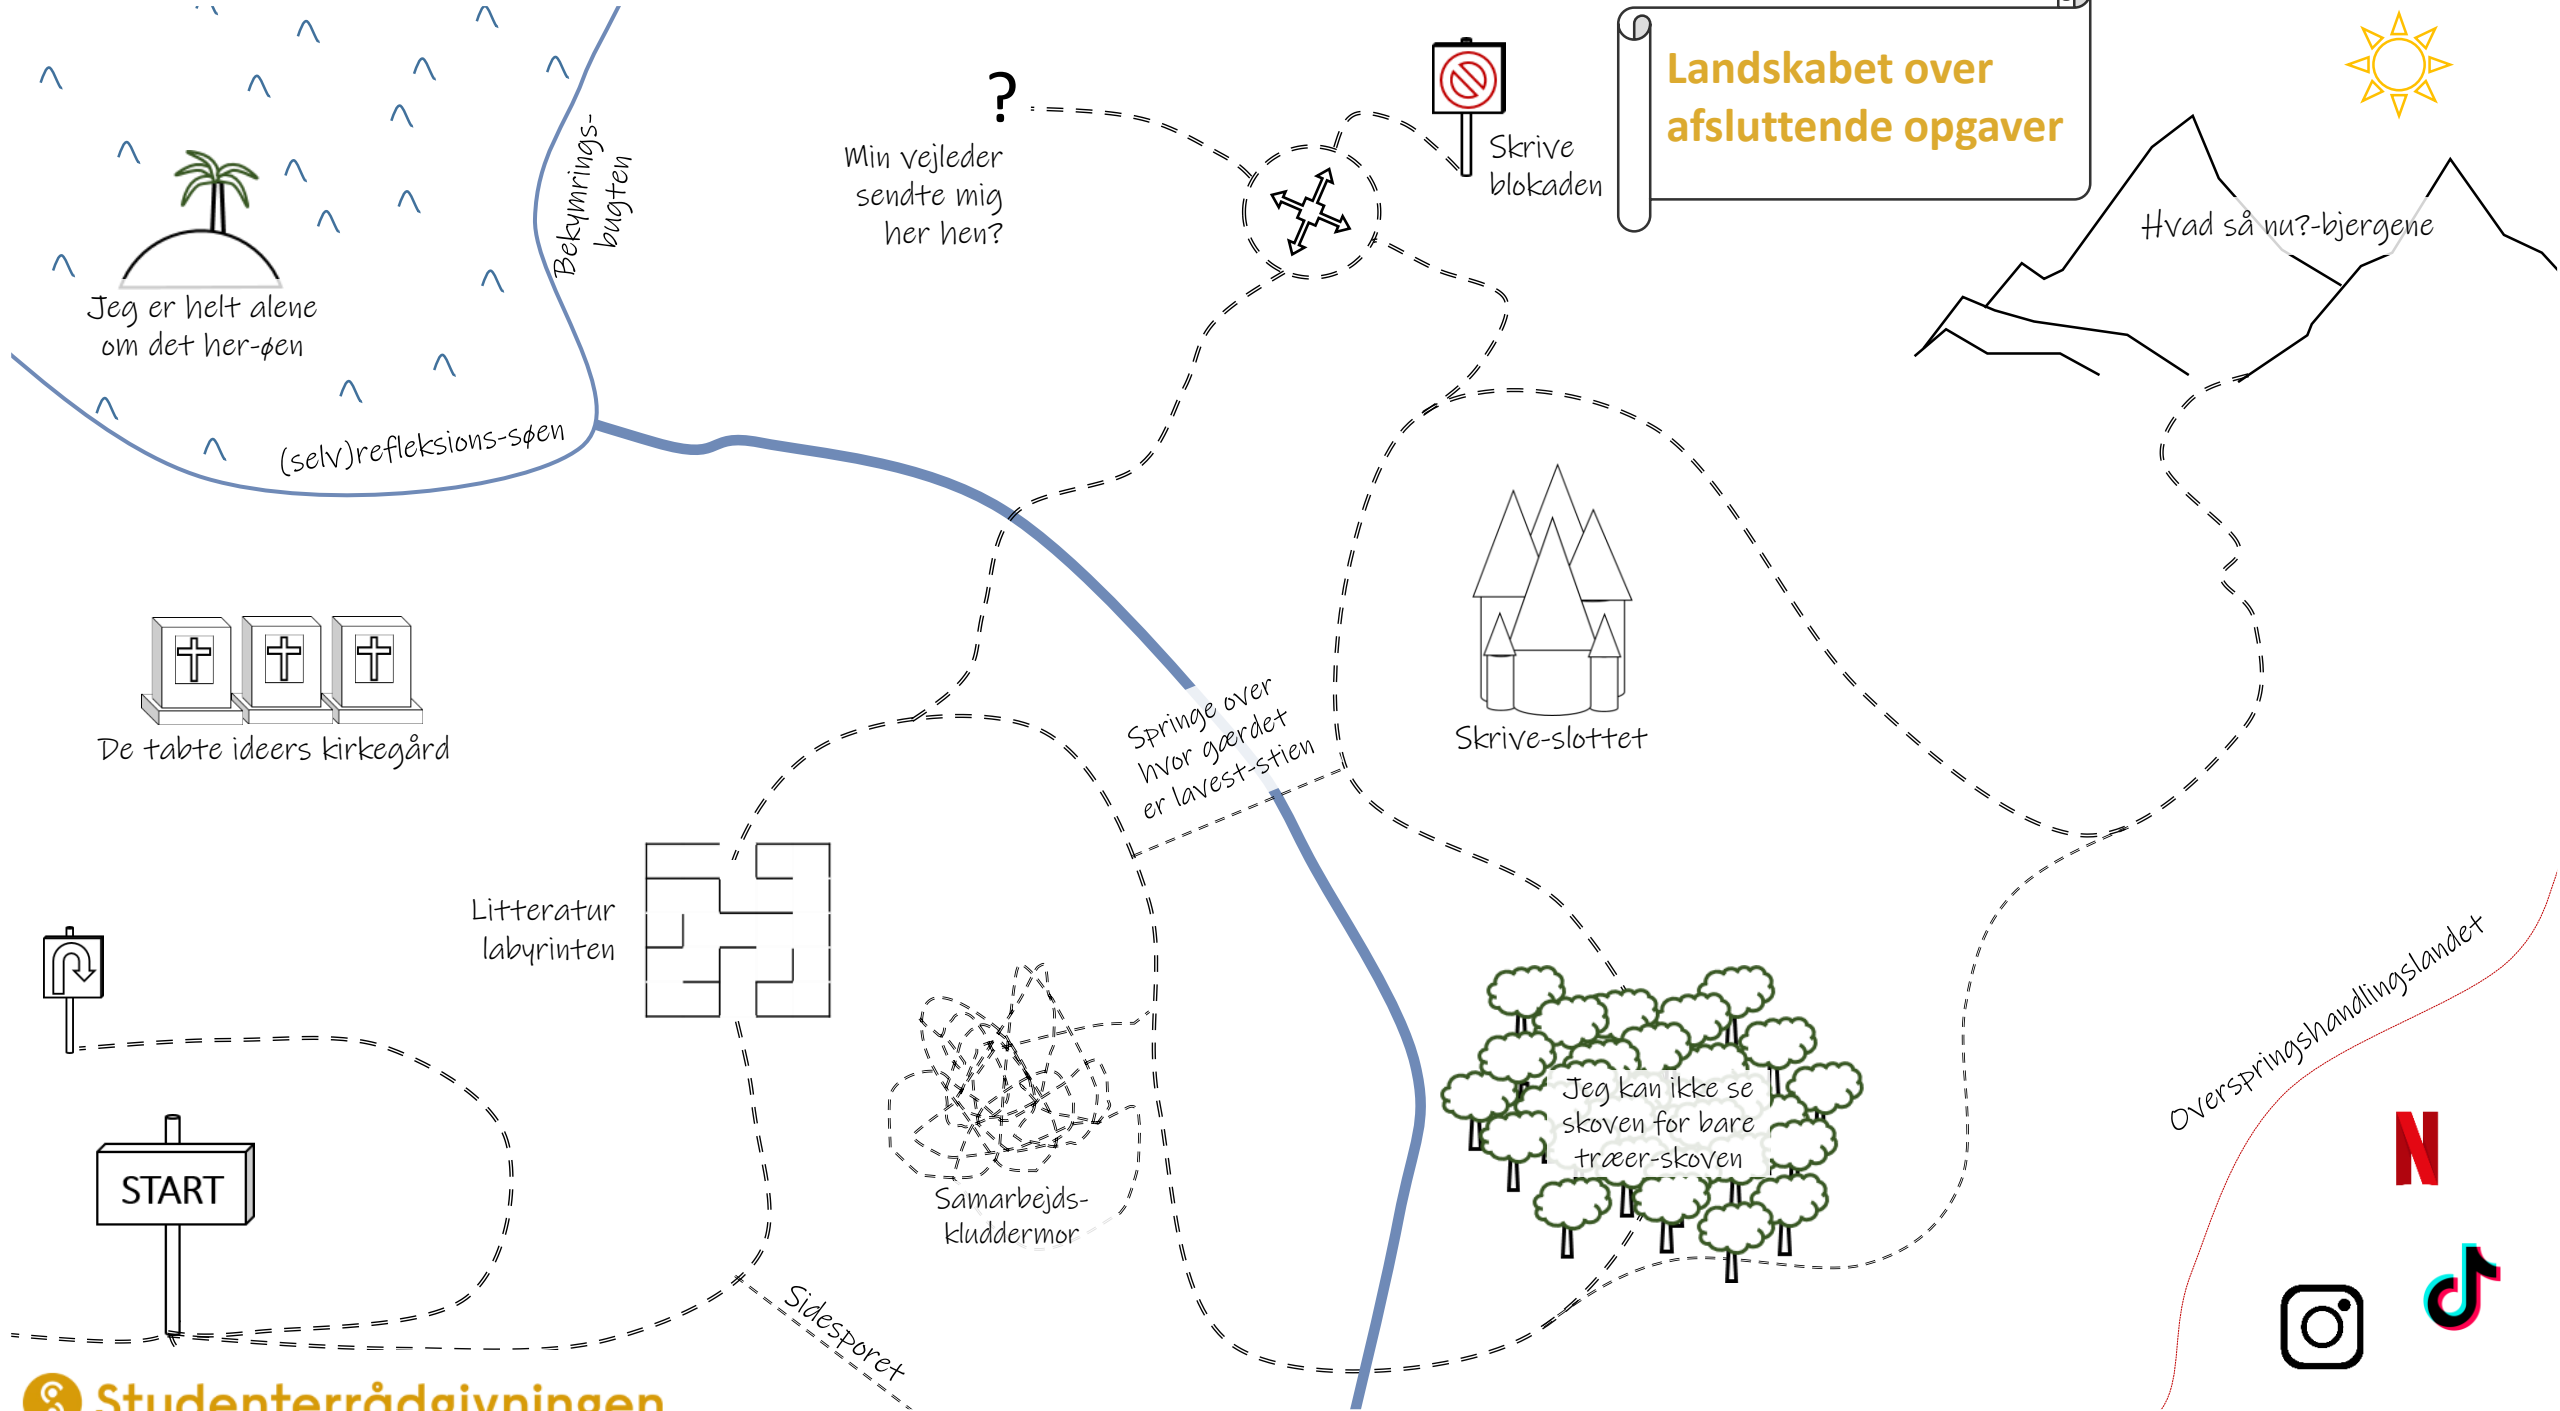 Landskabet over
afsluttende opgaver
?
Min vejleder
sendte mig
her hen?
Skrive
blokaden
Hvad så nu?-bjergene
Bekymrings-
bugten
Jeg er helt alene
om det her-øen
(selv)refleksions-søen
De tabte ideers kirkegård
Springe over
hvor gærdet
er lavest-stien
Skrive-slottet
Litteratur
labyrinten
Samarbejds-
kluddermor
Jeg kan ikke se
skoven for bare
træer-skoven
Overspringshandlingslandet
START
Sidesporet
Studenterrådgivningen